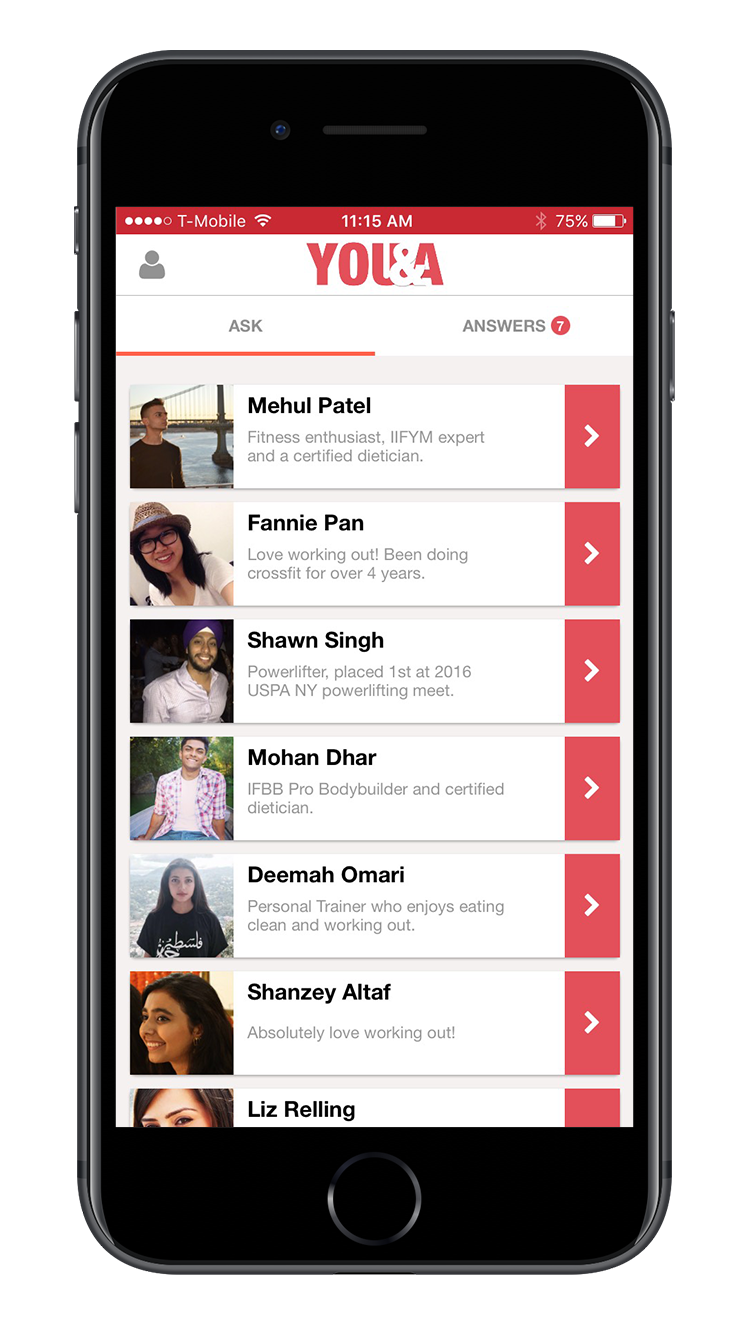 T-Mobile 11:15 AM 75%
YOU&A
ASK ANSWERS 7
Mehul Patel
Fitness enthusiast, IIFYM expert
and a certified dietician.
Fannie Pan
Love working out! Been doing
crossfit for over 4 years.
Shawn Singh
Powerlifter, placed 1st at 2016
USPA NY powerlifting meet.
Mohan Dhar
IFBB Pro Bodybuilder and certified
dietician.
Deemah Omari
Personal Trainer who enjoys eating
clean and working out.
فلسطين
Shanzey Altaf
Absolutely love working out!
Liz Relling